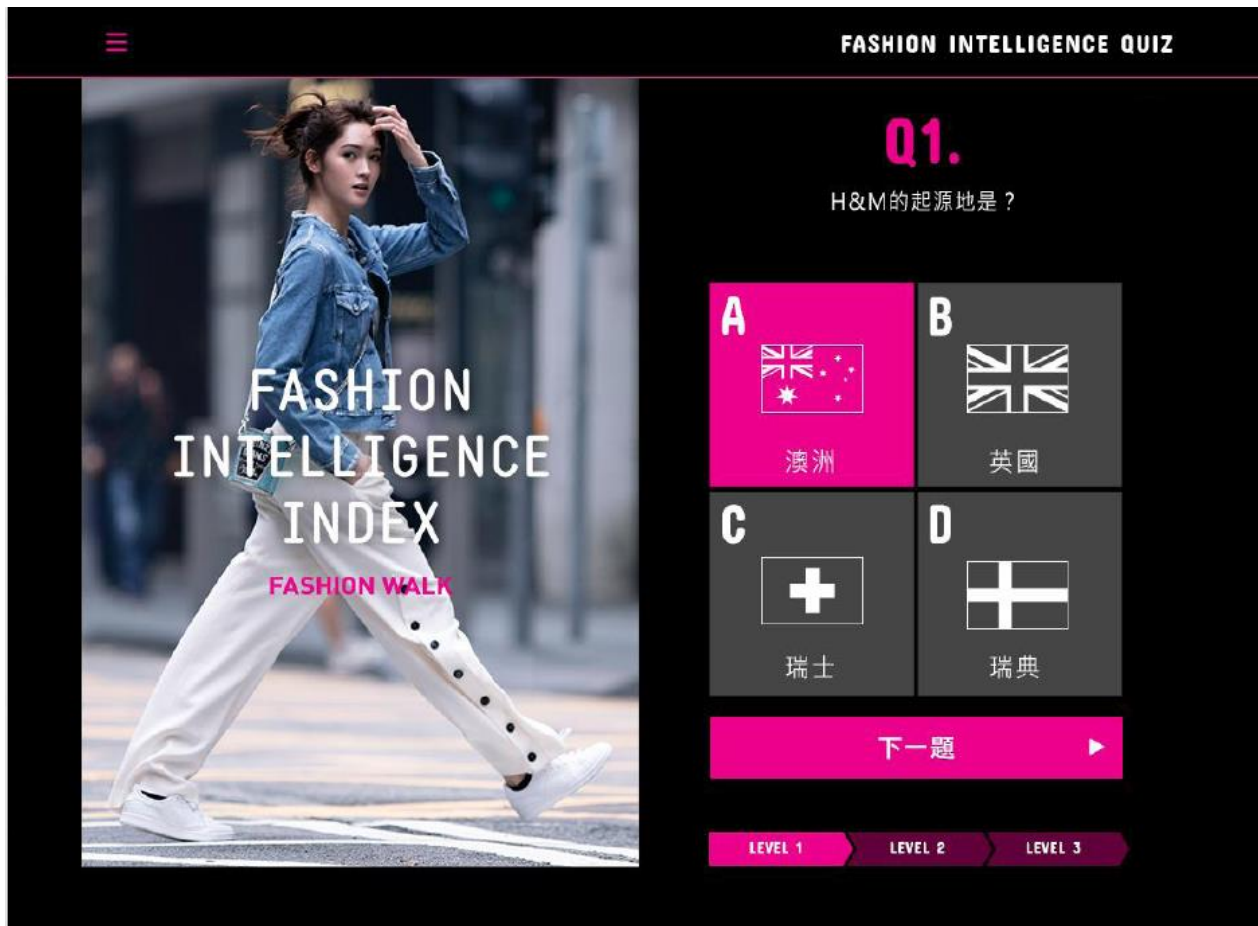 FASHION INTELLIGENCE QUIZ
FASHION
INTELLIGENCE
INDEX
FASHION WALK
Q1.
H&M的起源地是？
A
澳洲
B
英國
C
瑞士
D
瑞典
下一題
LEVEL 1
LEVEL 2
LEVEL 3